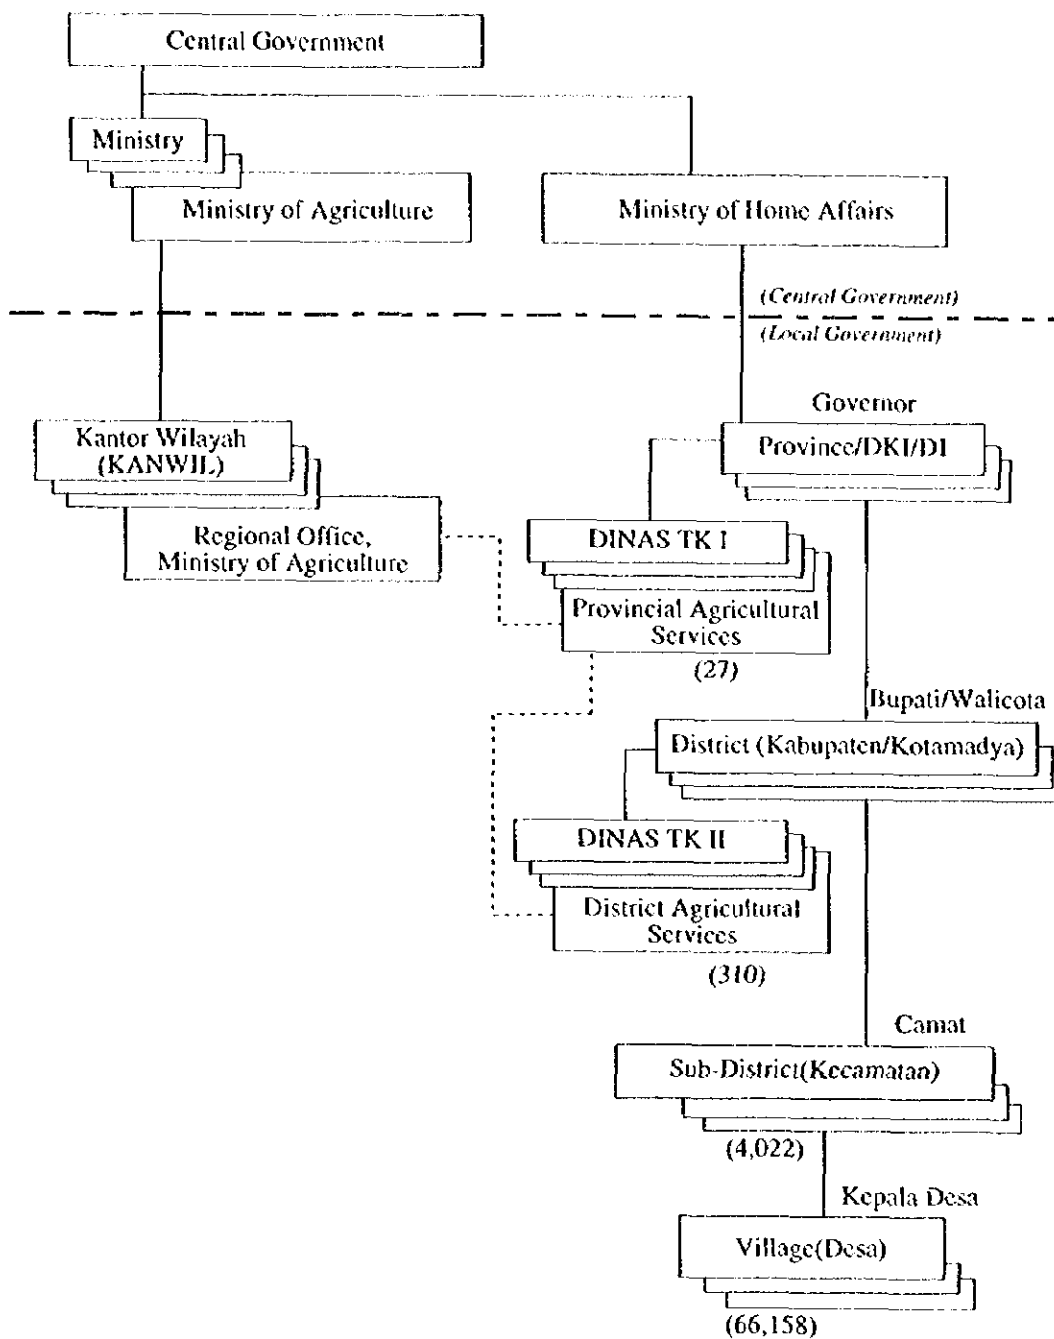 Central Government
Ministry
Ministry of Agriculture
Ministry of Home Affairs
(Central Government)
(Local Government)
Governor
Kantor Wilayah
(KANWIL)
Province/DKI/DI
Regional Office,
Ministry of Agriculture
DINAS TK I
Provincial Agricultural
Services
(27)
Bupati/Walicota
District (Kabupaten/Kotamadya)
DINAS TK II
District Agricultural
Services
(310)
Camat
Sub-District(Kecamatan)
(4,022)
Kepala Desa
Village(Desa)
(66,158)